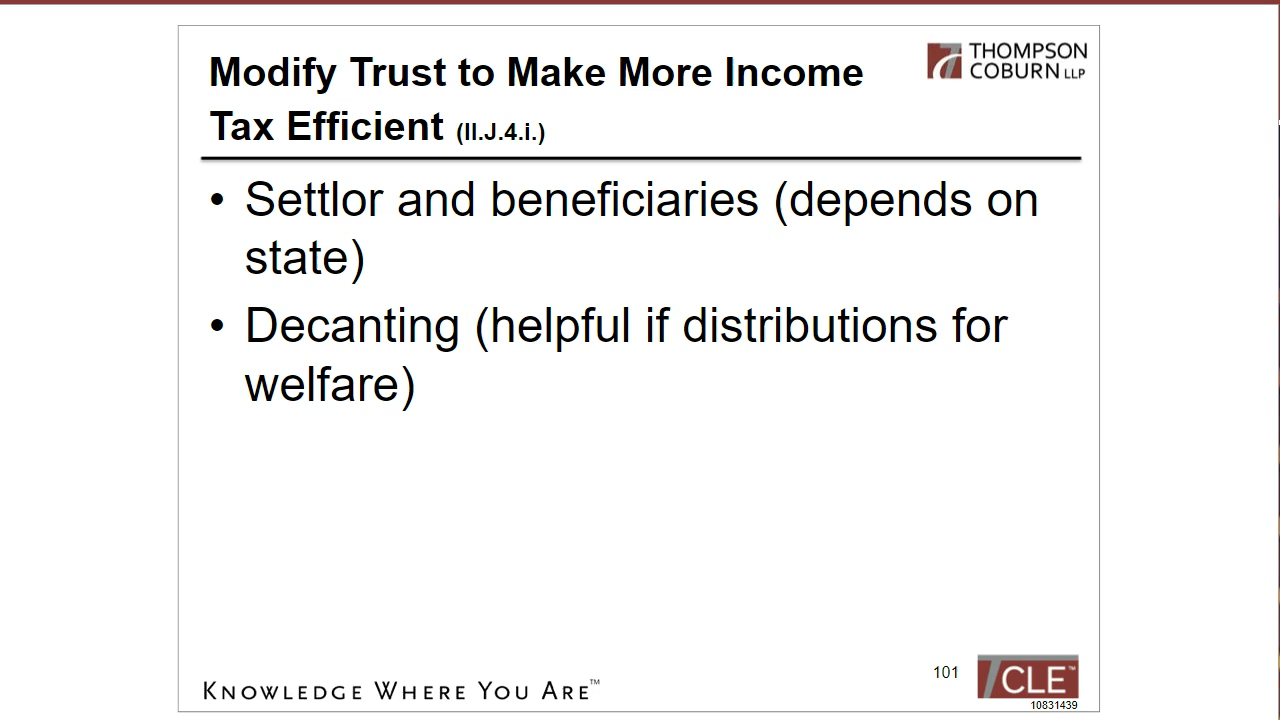 Modify Trust to Make More Income
Tax Efficient (II.J.4.i.)
THOMPSON
COBURN LLP
• Settlor and beneficiaries (depends on
state)
• Decanting (helpful if distributions for
welfare)
KNOWLEDGE WHERE YOU ARE™
101
TCLE™
10831439